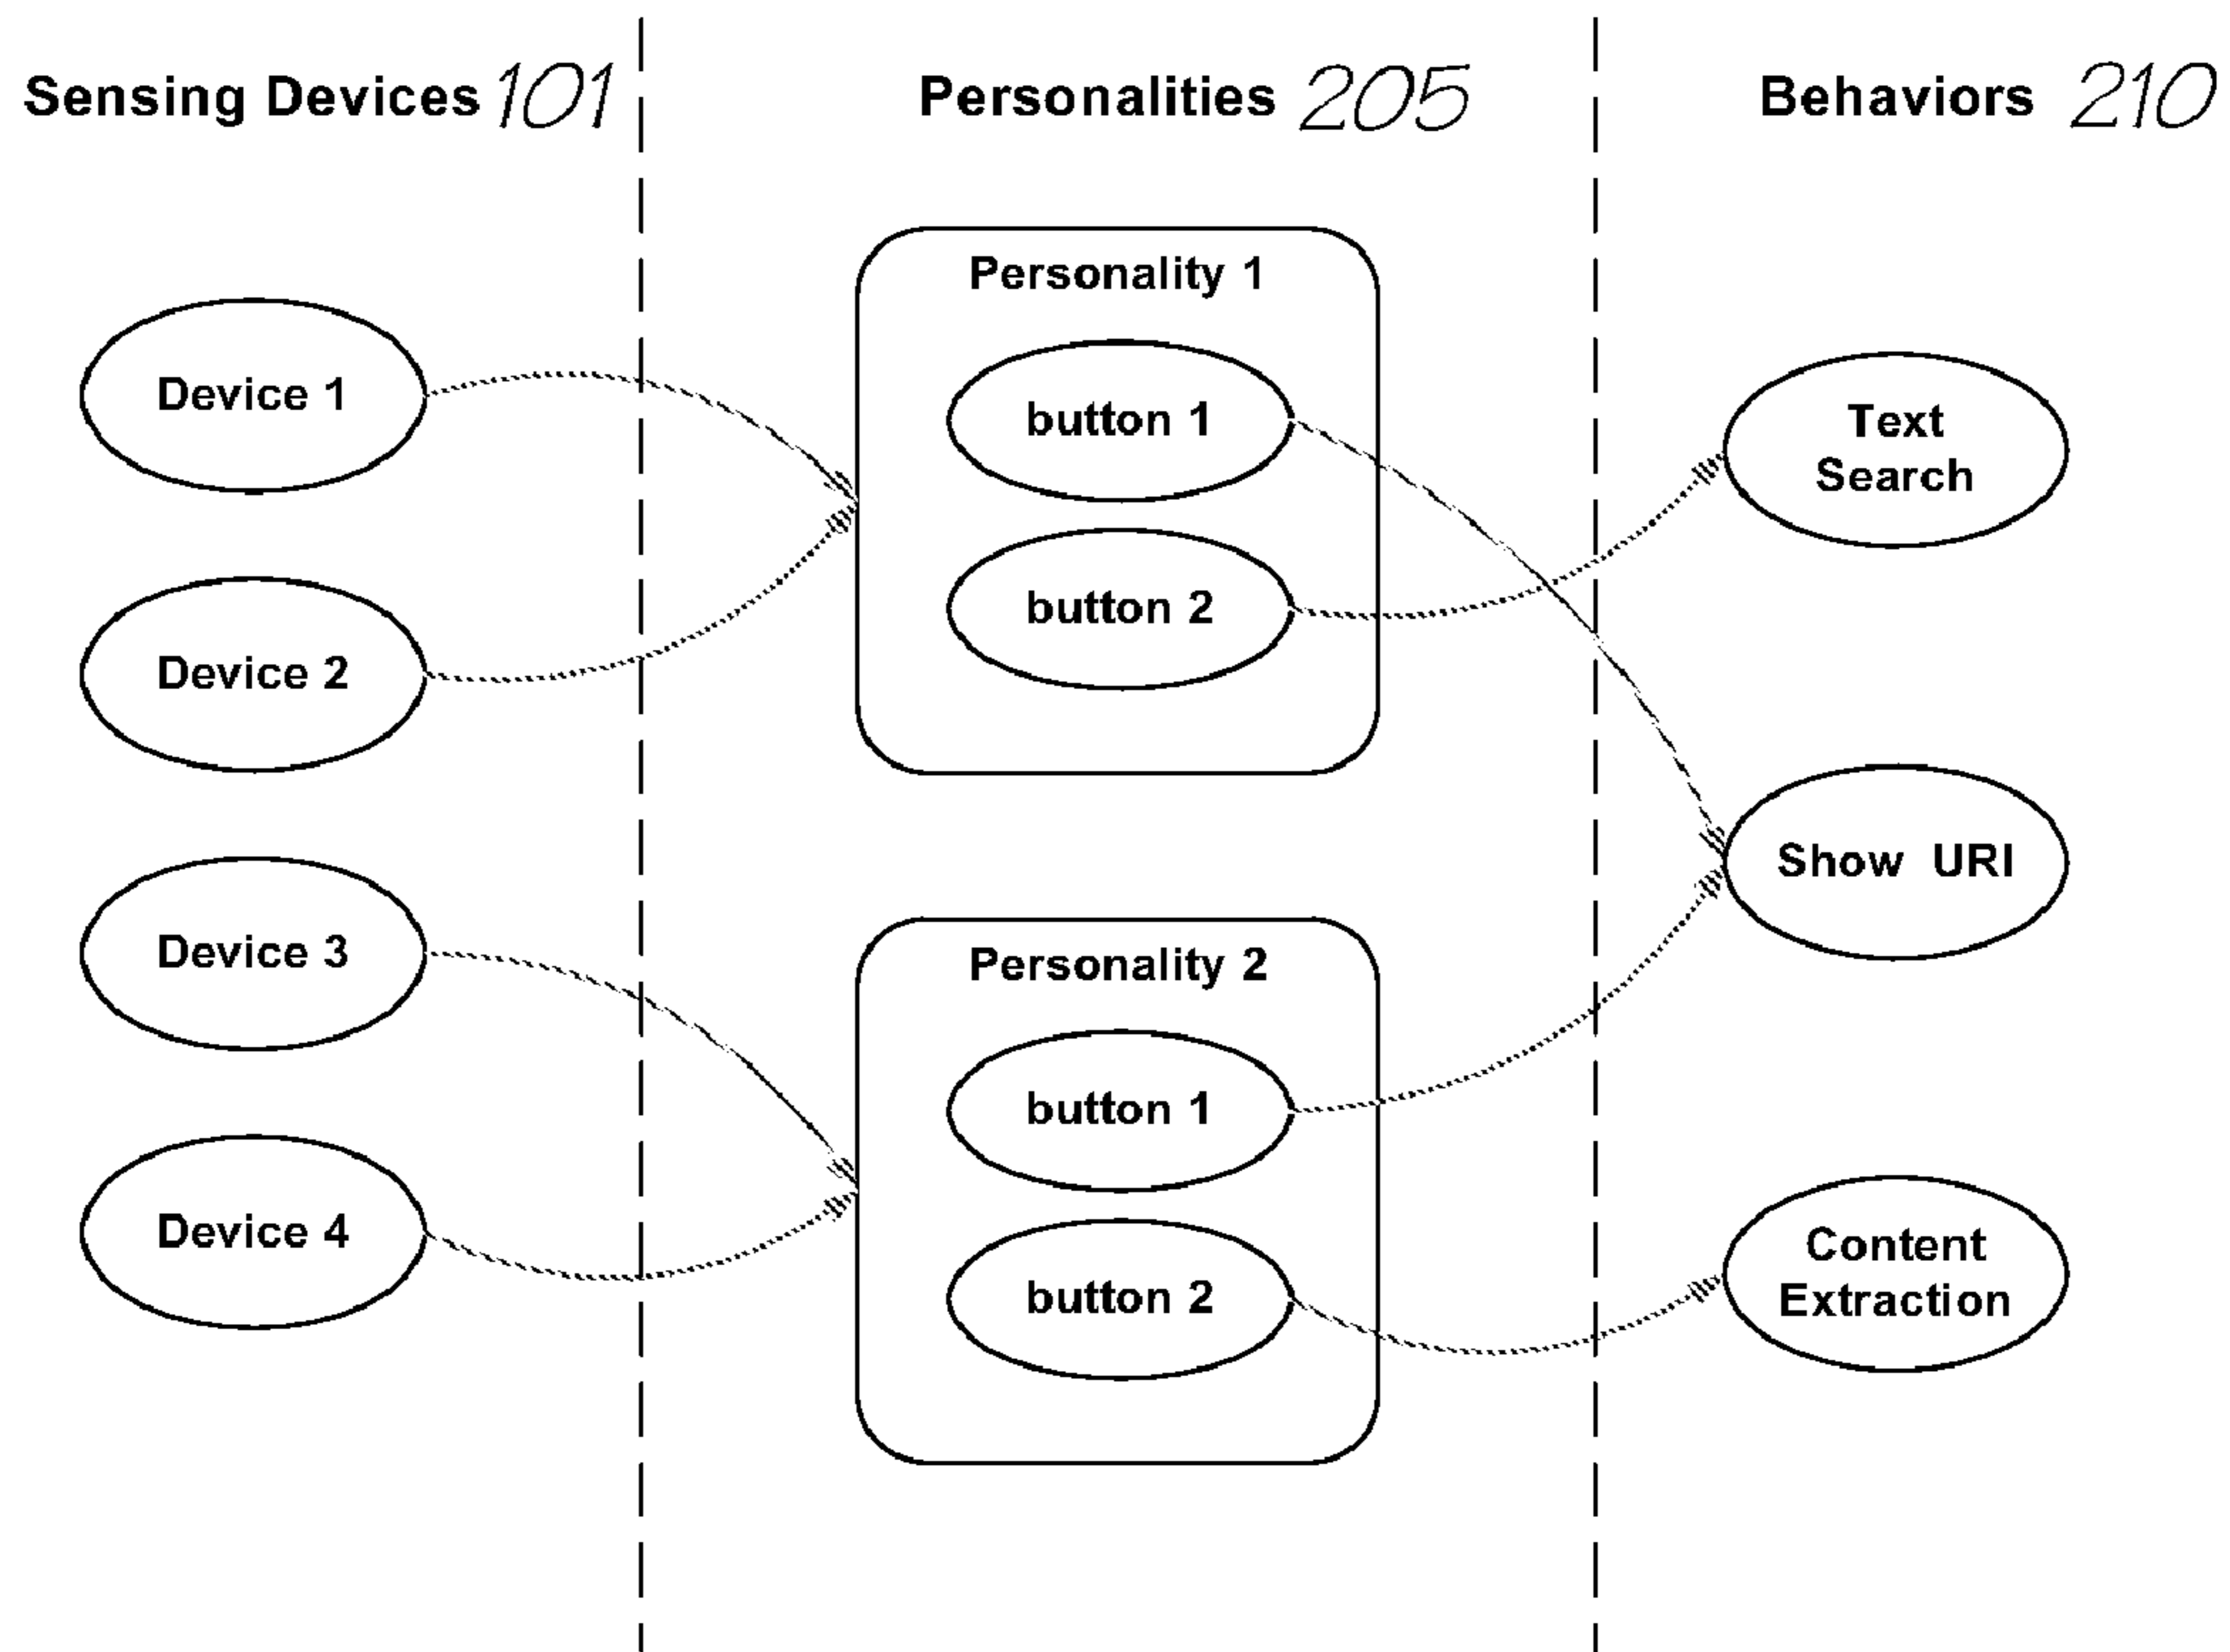 Sensing Devices 101
Personalities 205
Behaviors 210
Device 1
Device 2
Device 3
Device 4
Personality 1
button 1
button 2
Personality 2
button 1
button 2
Text
Search
Show URI
Content
Extraction